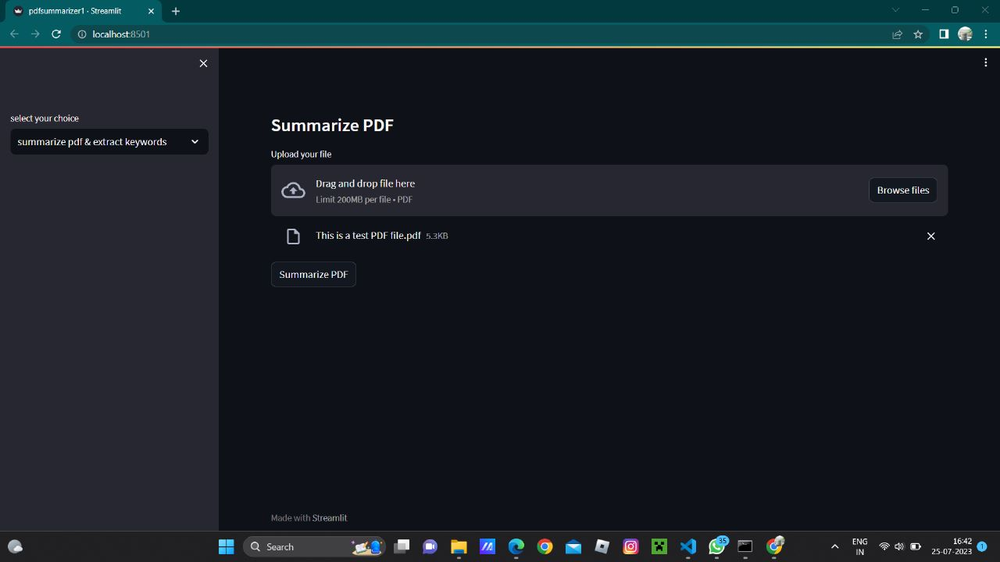 pdfsummarizer1 · Streamlit
localhost:8501
select your choice
summarize pdf & extract keywords
Summarize PDF
Upload your file
Drag and drop file here
Limit 200MB per file • PDF
Browse files
This is a test PDF file.pdf 5.3KB
Summarize PDF
Made with Streamlit
Search
35
ENG
IN
16:42
25-07-2023
1